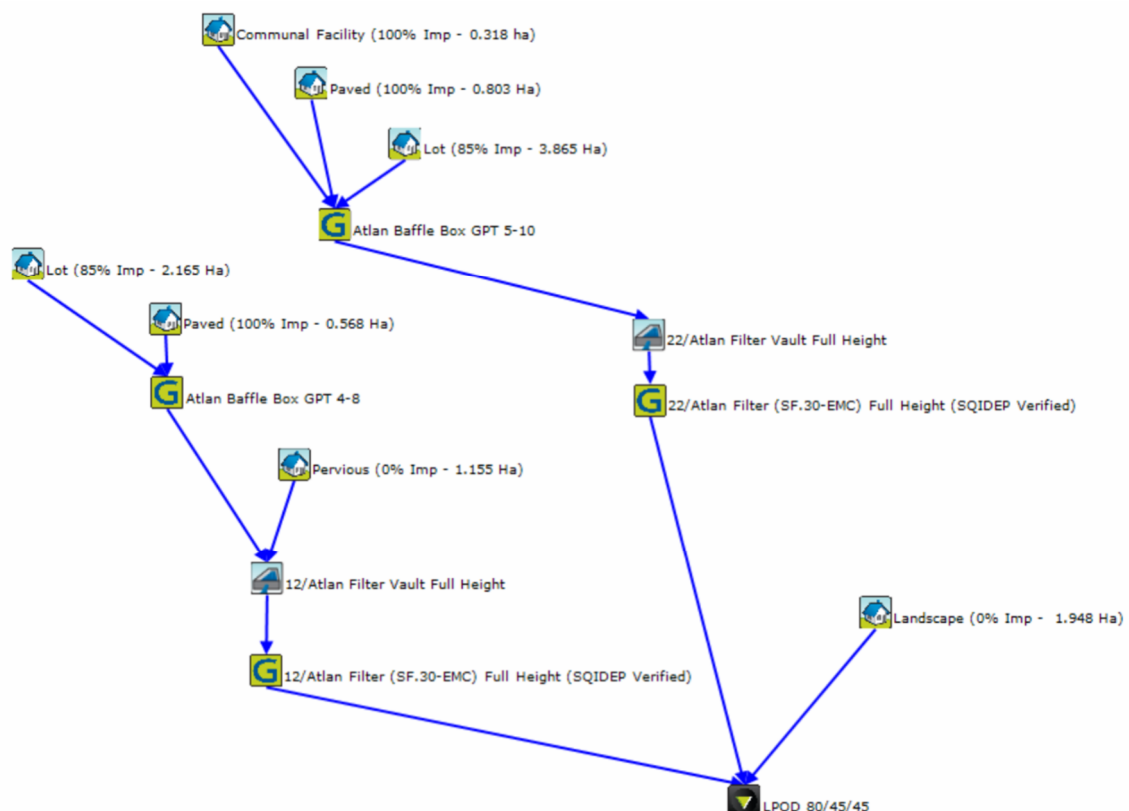 Communal Facility (100% Imp - 0.318 ha)
Paved (100% Imp - 0.803 Ha)
Lot (85% Imp - 3.865 Ha)
G Atlan Baffle Box GPT 5-10
Lot (85% Imp - 2.165 Ha)
Paved (100% Imp - 0.568 Ha)
22/Atlan Filter Vault Full Height
G Atlan Baffle Box GPT 4-8
G 22/Atlan Filter (SF.30-EMC) Full Height (SQIDEP Verified)
Pervious (0% Imp - 1.155 Ha)
12/Atlan Filter Vault Full Height
Landscape (0% Imp -  1.948 Ha)
G 12/Atlan Filter (SF.30-EMC) Full Height (SQIDEP Verified)
LPOD 80/45/45